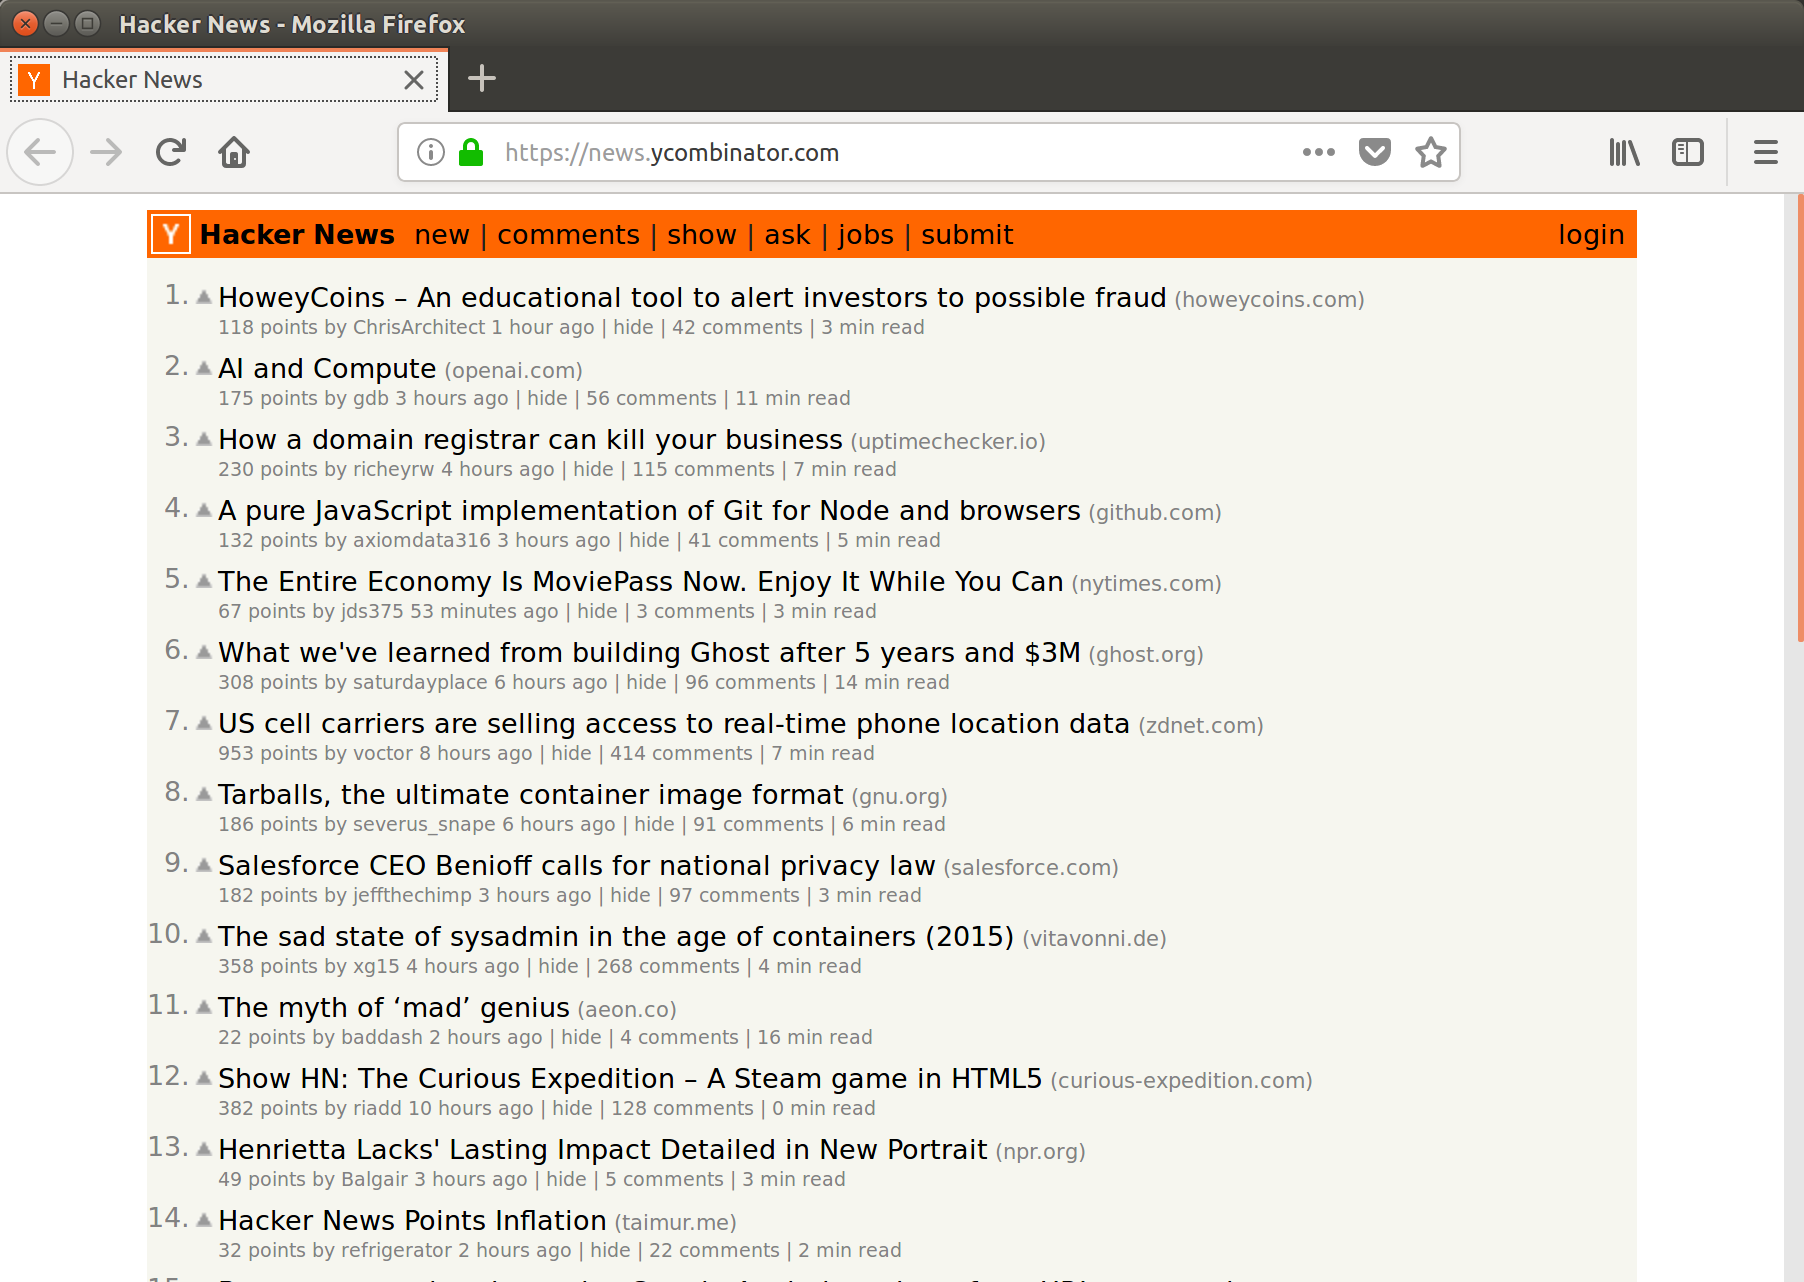 Hacker News - Mozilla Firefox
Y Hacker News
https://news.ycombinator.com
Y Hacker News new | comments | show | ask | jobs | submit login
1. HoweyCoins – An educational tool to alert investors to possible fraud (howeycoins.com)
118 points by ChrisArchitect 1 hour ago | hide | 42 comments | 3 min read
2. AI and Compute (openai.com)
175 points by gdb 3 hours ago | hide | 56 comments | 11 min read
3. How a domain registrar can kill your business (uptimechecker.io)
230 points by richeyrw 4 hours ago | hide | 115 comments | 7 min read
4. A pure JavaScript implementation of Git for Node and browsers (github.com)
132 points by axiomdata316 3 hours ago | hide | 41 comments | 5 min read
5. The Entire Economy Is MoviePass Now. Enjoy It While You Can (nytimes.com)
67 points by jds375 53 minutes ago | hide | 3 comments | 3 min read
6. What we've learned from building Ghost after 5 years and $3M (ghost.org)
308 points by saturdayplace 6 hours ago | hide | 96 comments | 14 min read
7. US cell carriers are selling access to real-time phone location data (zdnet.com)
953 points by voctor 8 hours ago | hide | 414 comments | 7 min read
8. Tarballs, the ultimate container image format (gnu.org)
186 points by severus_snape 6 hours ago | hide | 91 comments | 6 min read
9. Salesforce CEO Benioff calls for national privacy law (salesforce.com)
182 points by jeffthechimp 3 hours ago | hide | 97 comments | 3 min read
10. The sad state of sysadmin in the age of containers (2015) (vitavonni.de)
358 points by xg15 4 hours ago | hide | 268 comments | 4 min read
11. The myth of ‘mad’ genius (aeon.co)
22 points by baddash 2 hours ago | hide | 4 comments | 16 min read
12. Show HN: The Curious Expedition – A Steam game in HTML5 (curious-expedition.com)
382 points by riadd 10 hours ago | hide | 128 comments | 0 min read
13. Henrietta Lacks' Lasting Impact Detailed in New Portrait (npr.org)
49 points by Balgair 3 hours ago | hide | 5 comments | 3 min read
14. Hacker News Points Inflation (taimur.me)
32 points by refrigerator 2 hours ago | hide | 22 comments | 2 min read